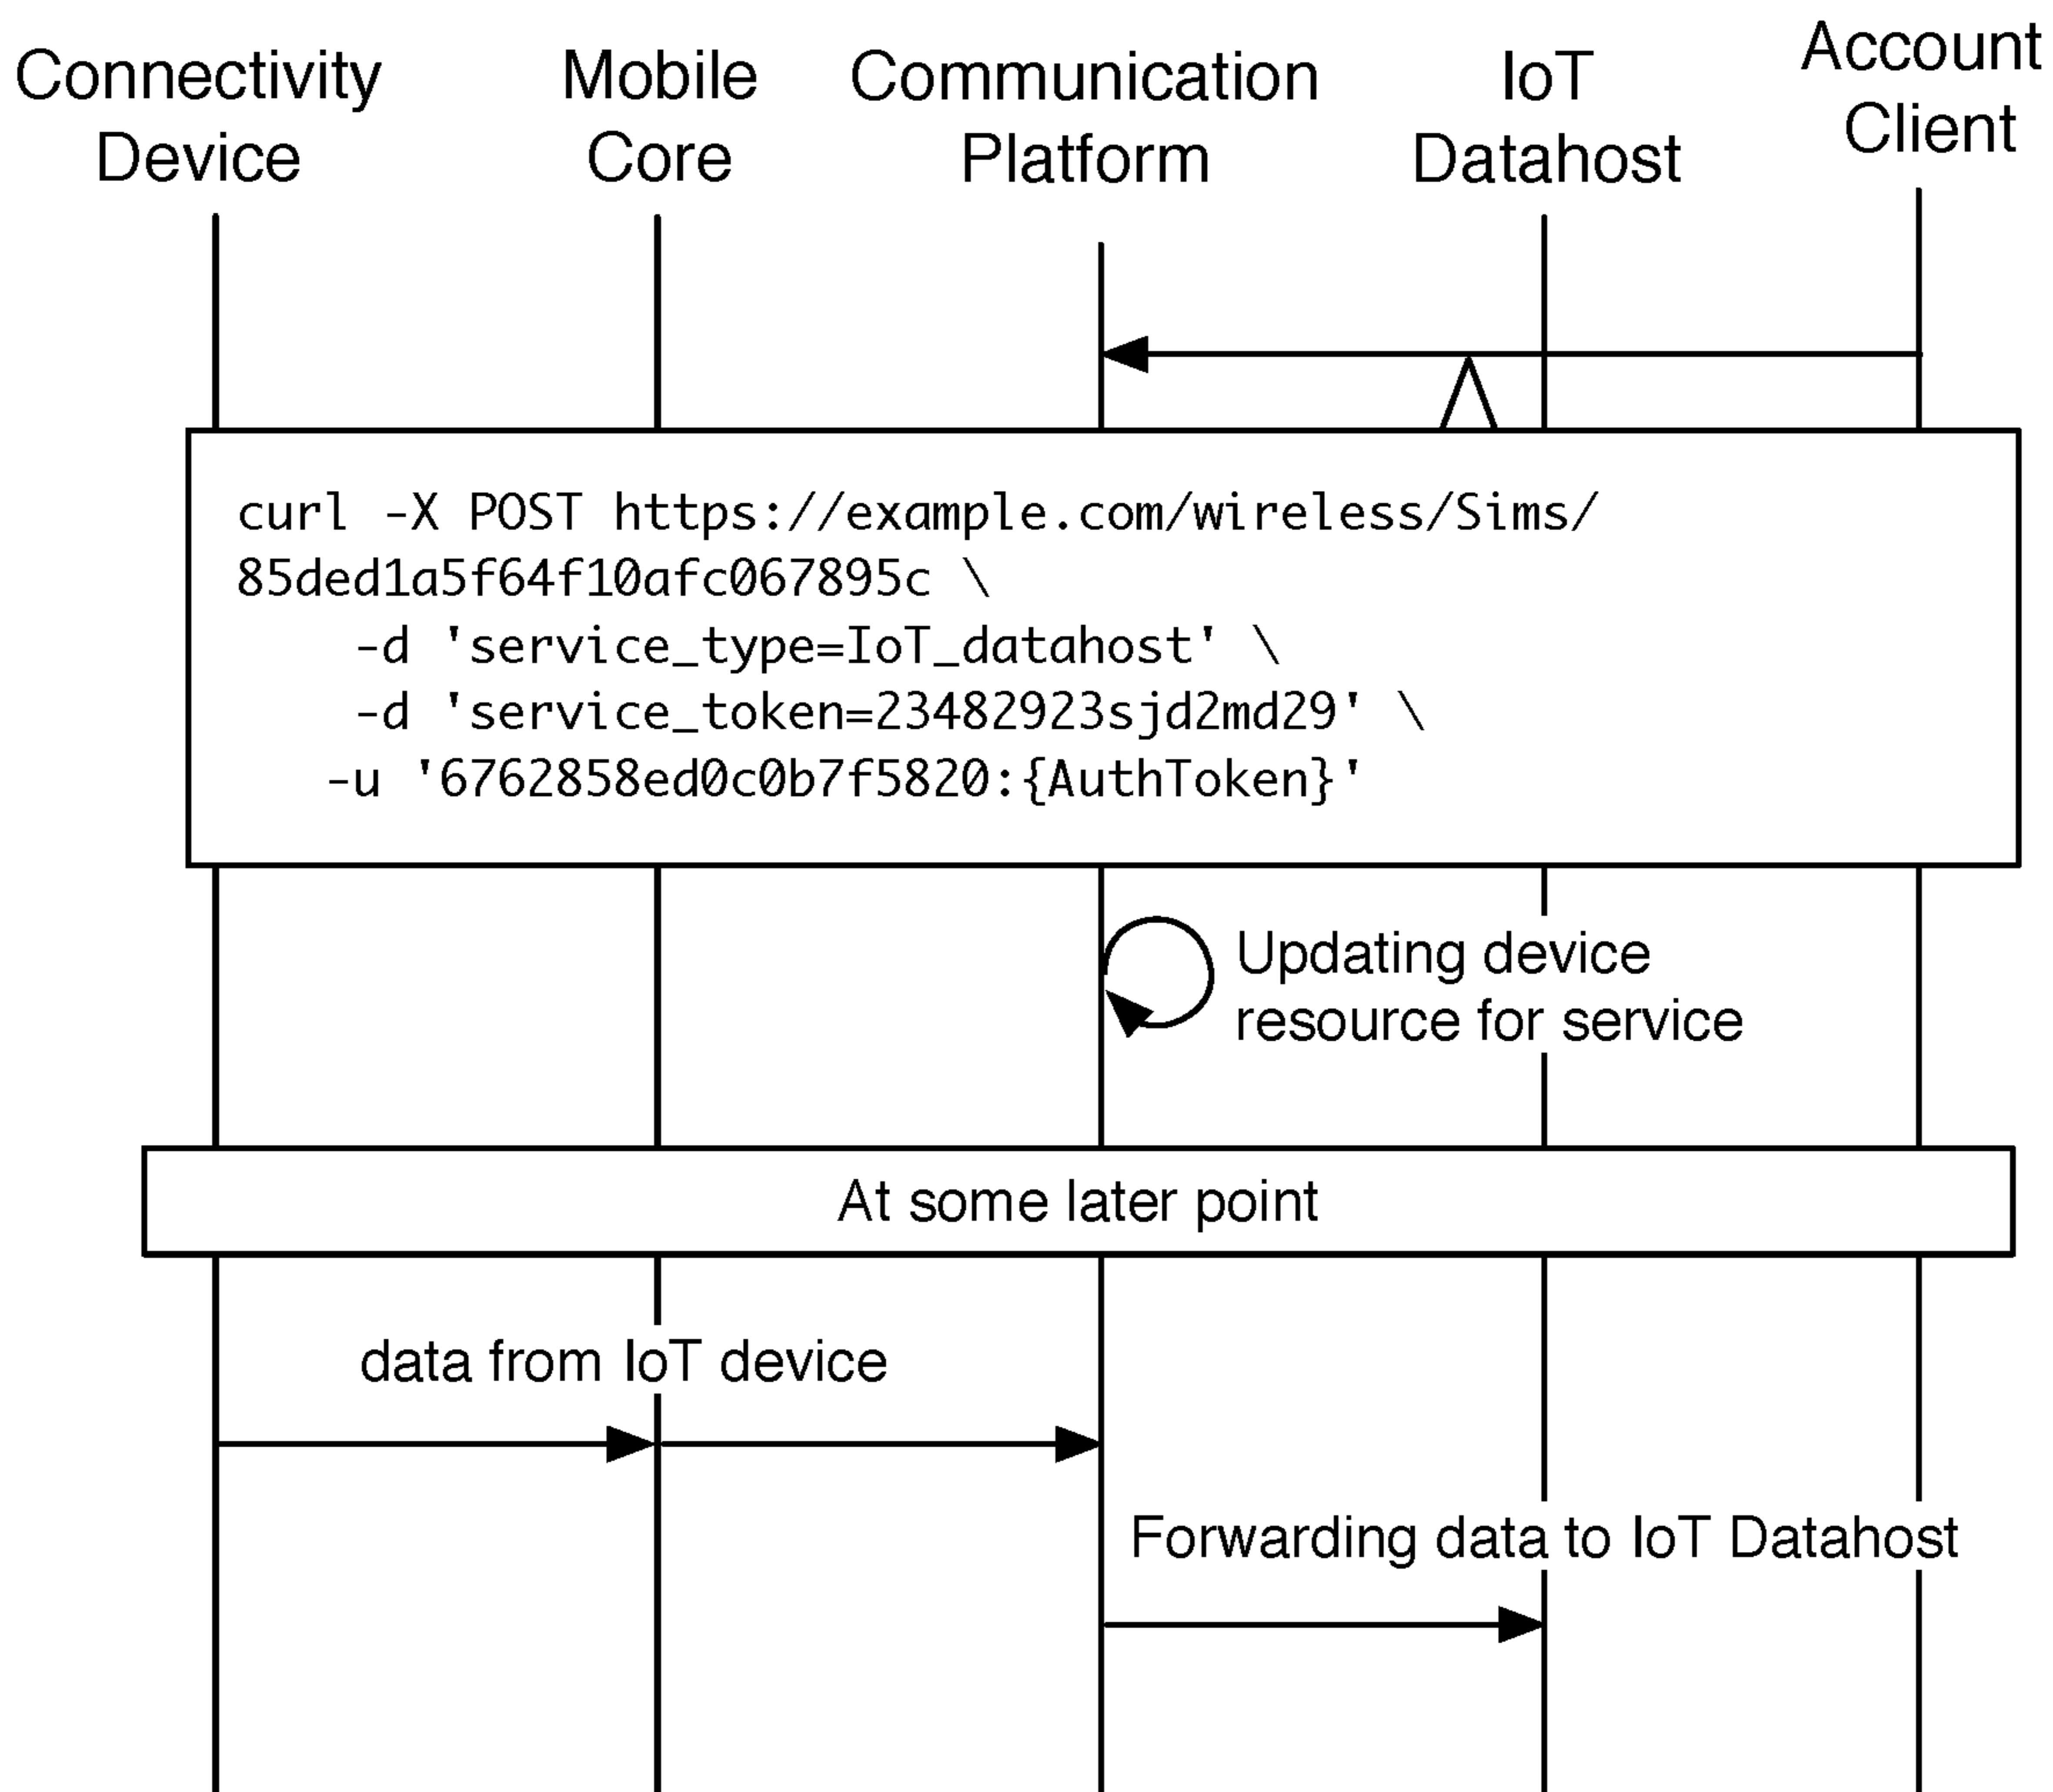 Connectivity
Device
Mobile
Core
Communication
Platform
IoT
Datahost
Account
Client
curl -X POST https://example.com/wireless/Sims/
85ded1a5f64f10afc067895c \
-d 'service_type=IoT_datahost' \
-d 'service_token=23482923sjd2md29' \
-u '6762858ed0c0b7f5820:{AuthToken}'
Updating device
resource for service
At some later point
data from IoT device
Forwarding data to IoT Datahost